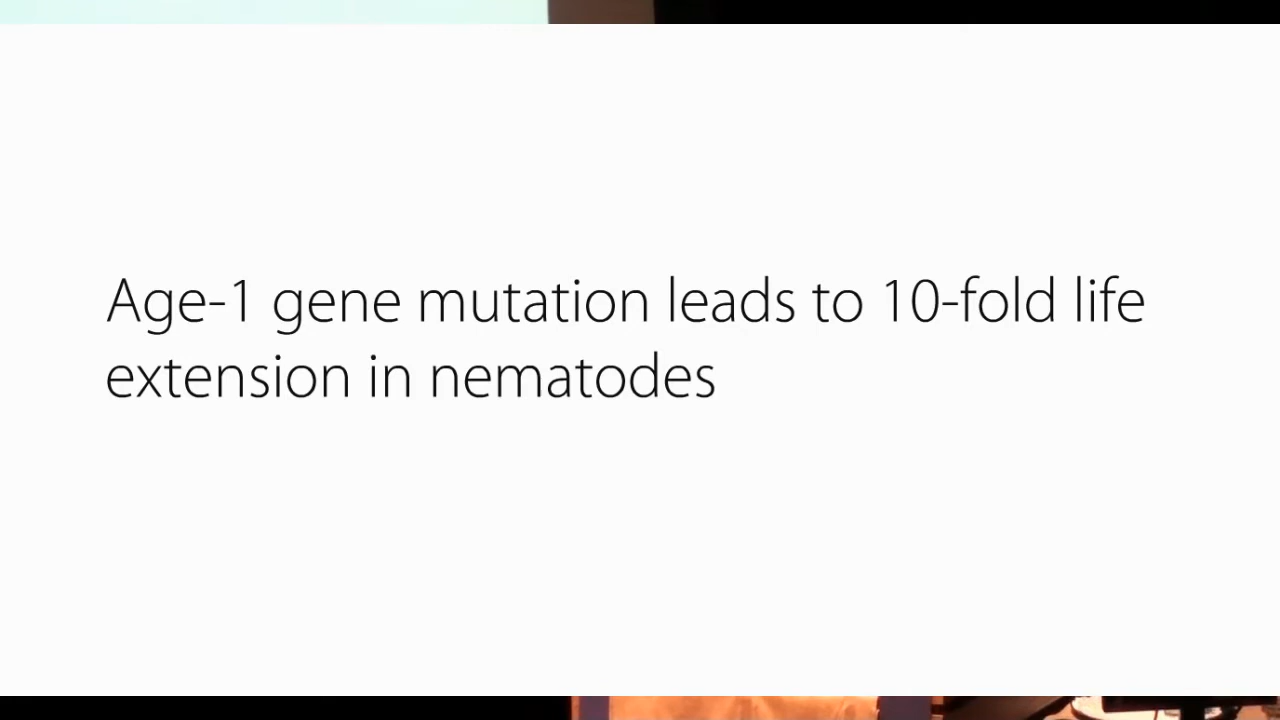 Age-1 gene mutation leads to 10-fold life
extension in nematodes